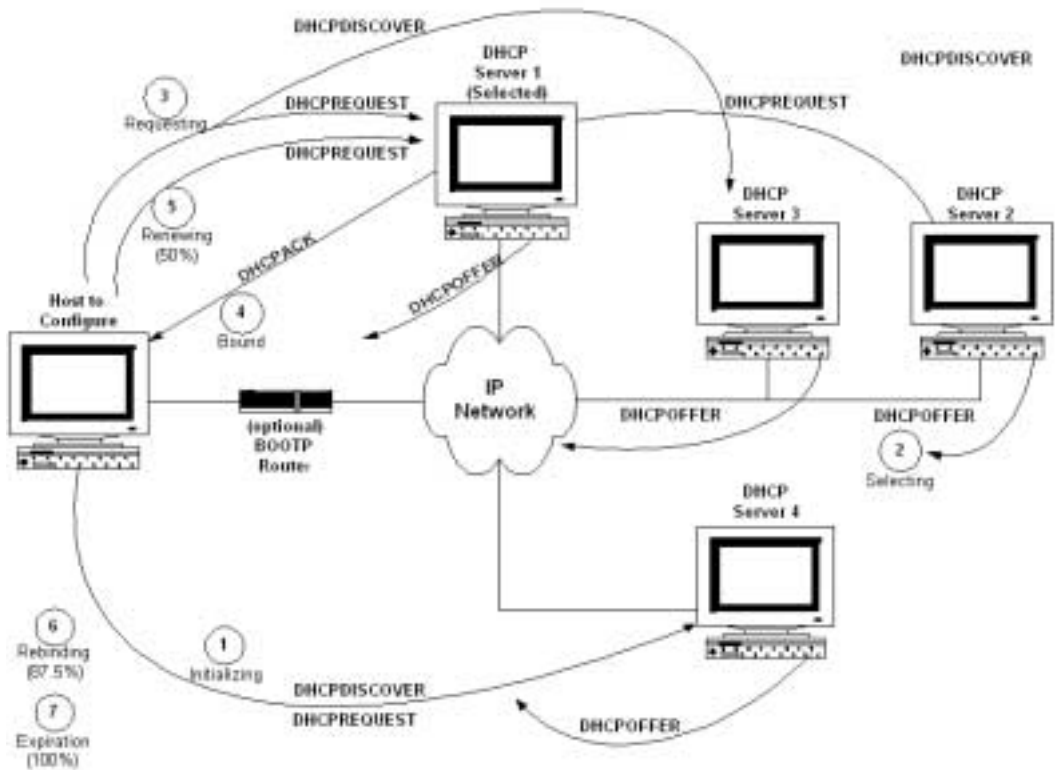 DHCPDISCOVER
DHCP
Server 1
(Selected)
DHCPDISCOVER
3
Requesting
DHCPREQUEST
DHCPREQUEST
DHCPREQUEST
5
Renewing
(50%)
DHCP
Server 3
DHCP
Server 2
DHCPACK
DHCPOFFER
Host to
Configure
4
Bound
IP
Network
(optional)
BOOTP
Router
DHCPOFFER
DHCPOFFER
2
Selecting
DHCP
Server 4
6
Rebinding
(87.5%)
1
Initializing
DHCPDISCOVER
DHCPREQUEST
DHCPOFFER
7
Expiration
(100%)